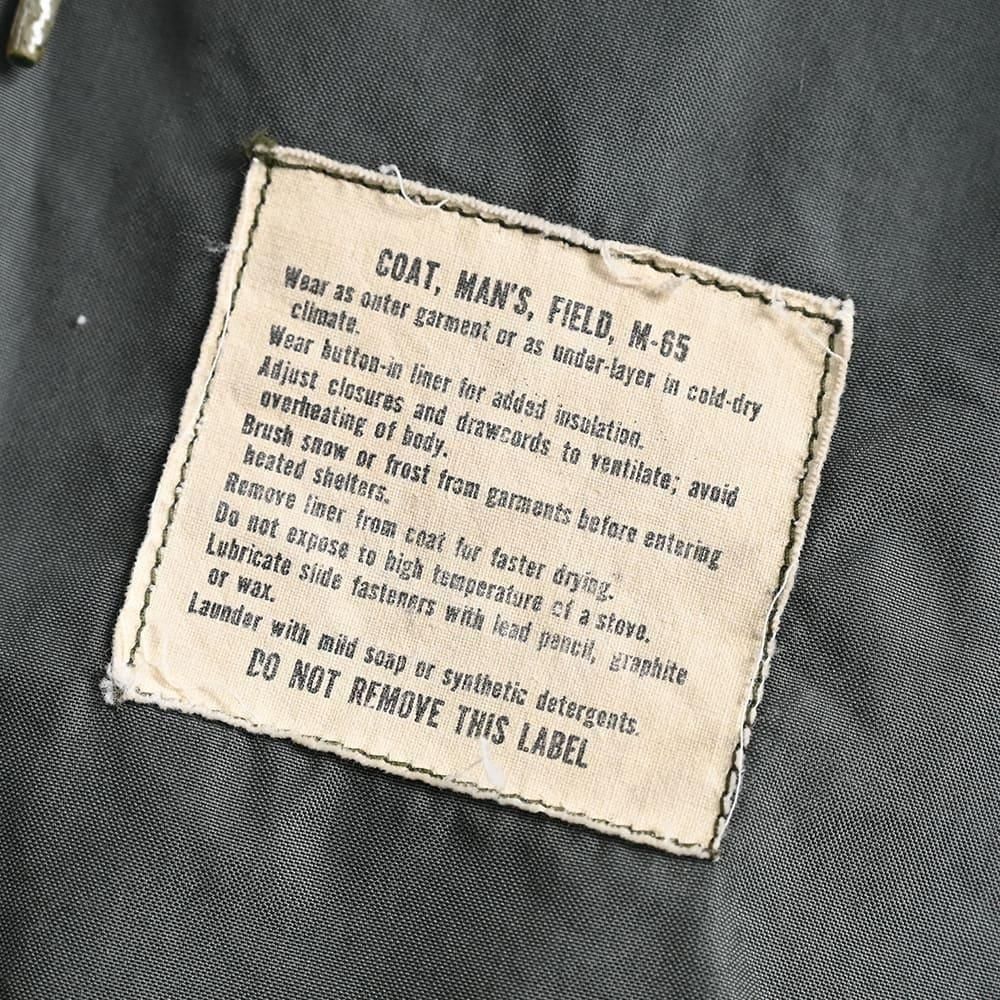 COAT, MAN'S, FIELD, M-65
Wear as outer garment or as under-layer in cold-dry
climate.
Wear button-in liner for added insulation.
Adjust closures and drawcords to ventilate; avoid
overheating of body.
Brush snow or frost from garments before entering
heated shelters.
Remove liner from coat for faster drying.
Do not expose to high temperature of a stove.
Lubricate slide fasteners with lead pencil, graphite
or wax.
Launder with mild soap or synthetic detergents.
DO NOT REMOVE THIS LABEL